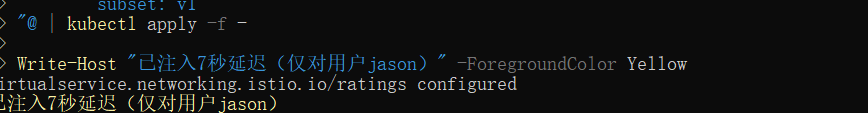 > subset: v1
> "@ | kubectl apply -f -
>
> Write-Host "已注入7秒延迟（仅对用户jason）" -ForegroundColor Yellow
irtualservice.networking.istio.io/ratings configured
已注入7秒延迟（仅对用户jason）